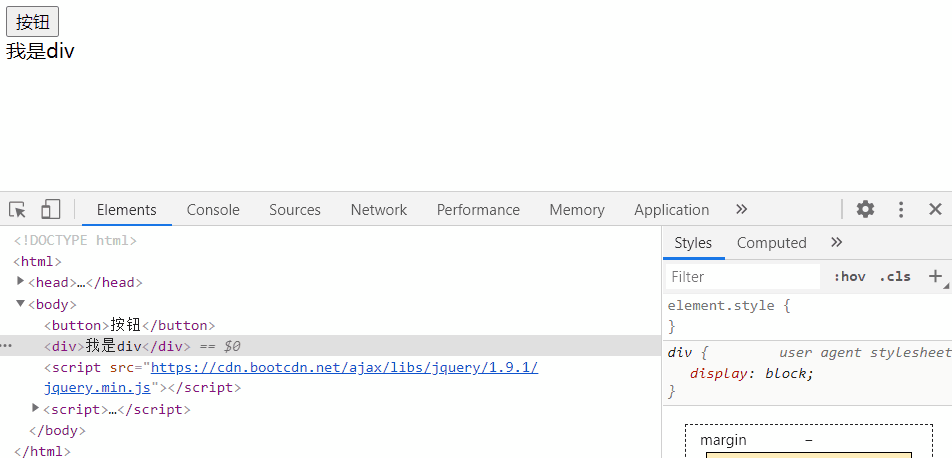 按钮
我是div
Elements Console Sources Network Performance Memory Application »
<!DOCTYPE html>
<html>
<head>…</head>
<body>
<button>按钮</button>
<div>我是div</div> == $0
<script src="https://cdn.bootcdn.net/ajax/libs/jquery/1.9.1/
jquery.min.js"></script>
<script>…</script>
</body>
</html>
Styles Computed »
Filter :hov .cls +
element.style {
}
div { user agent stylesheet
display: block;
}
margin –